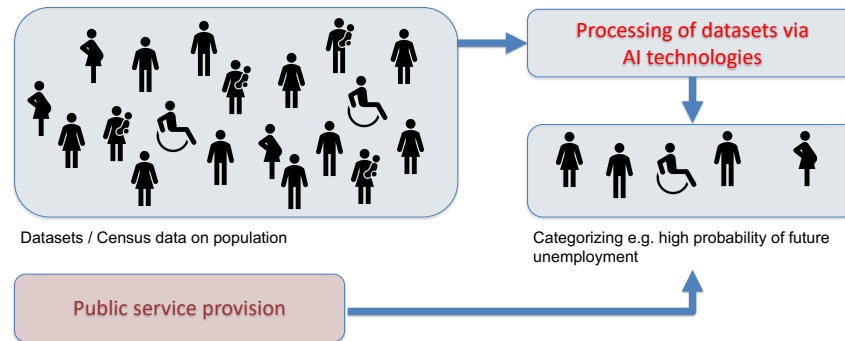 Processing of datasets via
AI technologies
Datasets / Census data on population
Categorizing e.g. high probability of future
unemployment
Public service provision